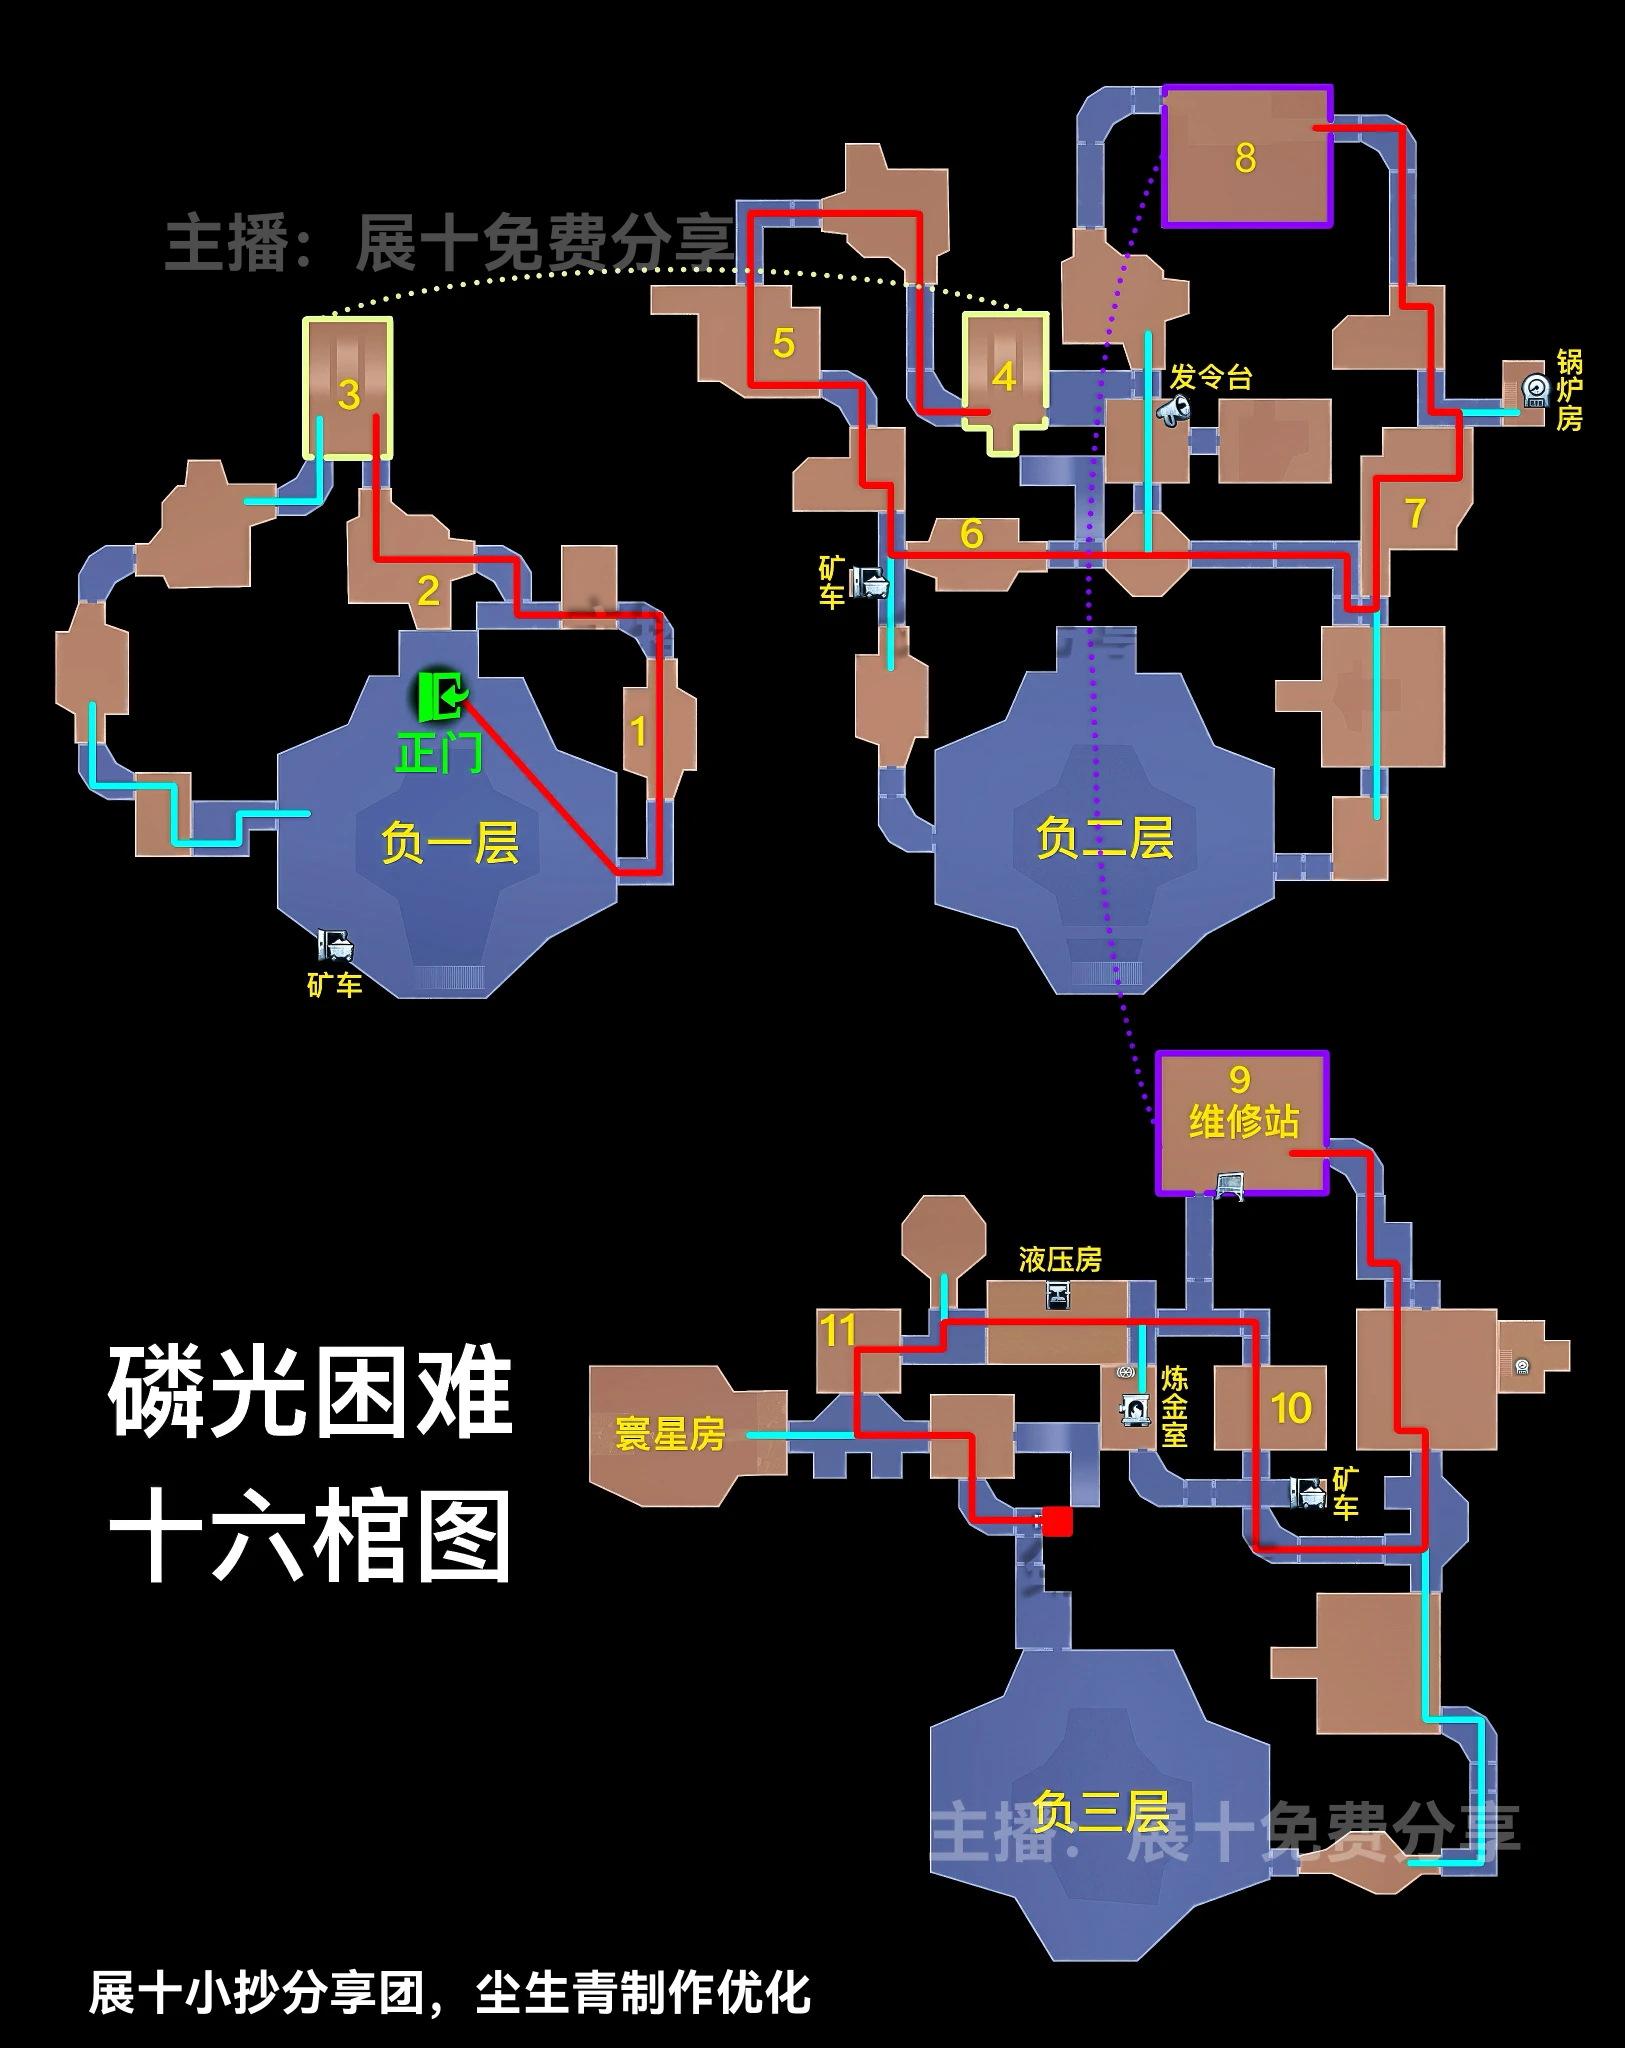 主播：展十免费分享
8
5
4
发令台
锅炉房
3
7
6
2
矿车
正门
1
负一层
负二层
矿车
9
维修站
液压房
11
炼金室
寰星房
10
矿车
磷光困难
十六棺图
负三层
主播：展十免费分享
展十小抄分享团，尘生青制作优化